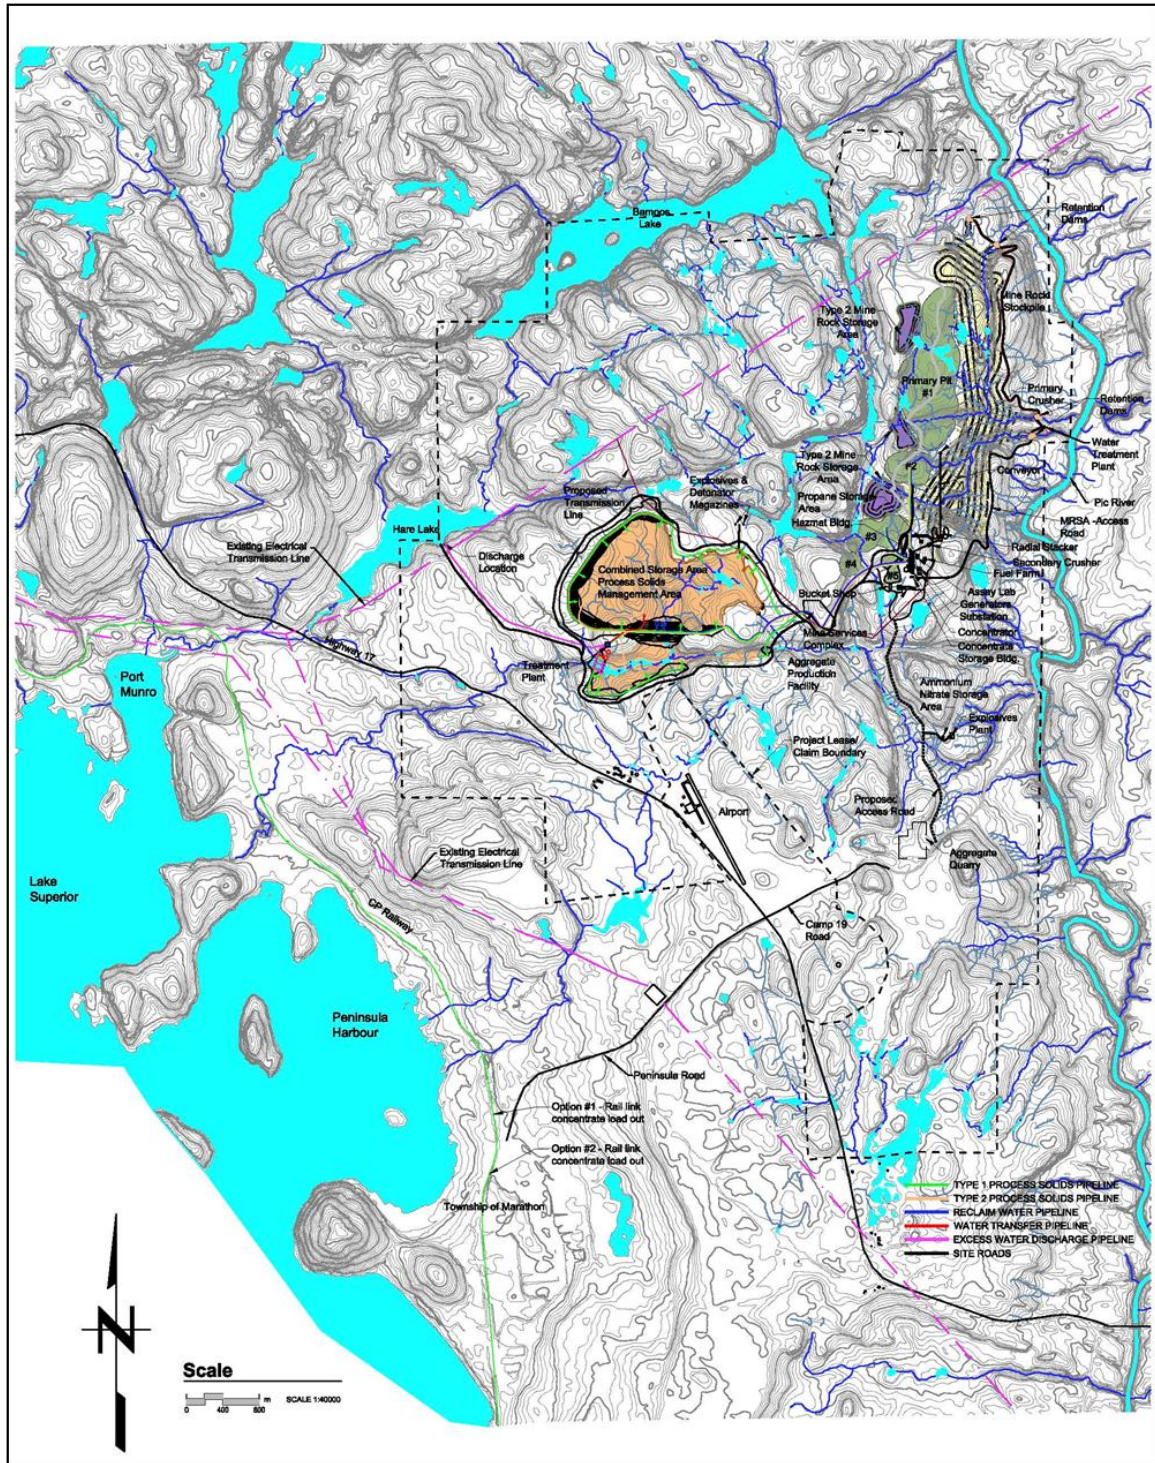 Bamoos
Lake
Retention
Dams
Mine Rock
Stockpile
Type 2 Mine
Rock Storage
Area
Primary Pit
#1
Primary
Crusher
Retention
Dams
Water
Treatment
Plant
Type 2 Mine
Rock Storage
Area
#2
Conveyor
Explosives &
Detonator
Magazines
Proposed
Transmission
Line
Propane Storage
Area
Pic River
Hazmat Bldg.
MRSA -Access
Road
Hare Lake
#3
Radial Stacker
Existing Electrical
Transmission Line
Discharge
Location
Combined Storage Area
Process Solids
Management Area
#4
Secondary Crusher
Fuel Farm
#5
Bucket Shop
Assay Lab
Generators
Substation
Highway 17
Mine Services
Complex
Concentrator
Concentrate
Storage Bldg.
Port
Munro
Treatment
Plant
Aggregate
Production
Facility
Ammonium
Nitrate Storage
Area
Explosives
Plant
Project Lease/
Claim Boundary
Airport
Proposed
Access Road
Existing Electrical
Transmission Line
Aggregate
Quarry
Lake
Superior
CP Railway
Camp 19
Road
Peninsula
Harbour
Peninsula Road
Option #1 - Rail link
concentrate load out
Option #2 - Rail link
concentrate load out
Township of Marathon
TYPE 1 PROCESS SOLIDS PIPELINE
TYPE 2 PROCESS SOLIDS PIPELINE
RECLAIM WATER PIPELINE
WATER TRANSFER PIPELINE
EXCESS WATER DISCHARGE PIPELINE
SITE ROADS
N
Scale
0 400 800 m SCALE 1:40000